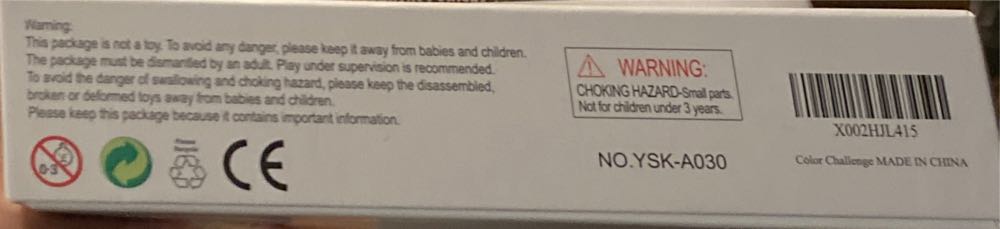 Warning:
This package is not a toy. To avoid any danger, please keep it away from babies and children.
The package must be dismantled by an adult. Play under supervision is recommended.
To avoid the danger of swallowing and choking hazard, please keep the disassembled,
broken or deformed toys away from babies and children.
Please keep this package because it contains important information.
0-3
Please
Recycle
CE
WARNING:
CHOKING HAZARD-Small parts.
Not for children under 3 years.
NO.YSK-A030
X002HJL415
Color Challenge MADE IN CHINA